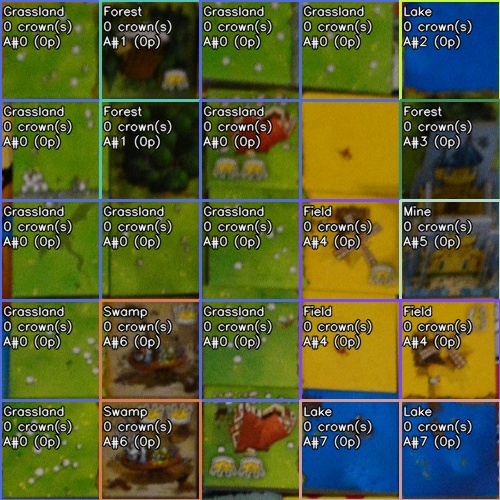 Grassland
0 crown(s)
A#0 (0p)
Forest
0 crown(s)
A#1 (0p)
Grassland
0 crown(s)
A#0 (0p)
Grassland
0 crown(s)
A#0 (0p)
Lake
0 crown(s)
A#2 (0p)
Grassland
0 crown(s)
A#0 (0p)
Forest
0 crown(s)
A#1 (0p)
Grassland
0 crown(s)
A#0 (0p)
Forest
0 crown(s)
A#3 (0p)
Grassland
0 crown(s)
A#0 (0p)
Grassland
0 crown(s)
A#0 (0p)
Grassland
0 crown(s)
A#0 (0p)
Field
0 crown(s)
A#4 (0p)
Mine
0 crown(s)
A#5 (0p)
Grassland
0 crown(s)
A#0 (0p)
Swamp
0 crown(s)
A#6 (0p)
Grassland
0 crown(s)
A#0 (0p)
Field
0 crown(s)
A#4 (0p)
Field
0 crown(s)
A#4 (0p)
Grassland
0 crown(s)
A#0 (0p)
Swamp
0 crown(s)
A#6 (0p)
Lake
0 crown(s)
A#7 (0p)
Lake
0 crown(s)
A#7 (0p)